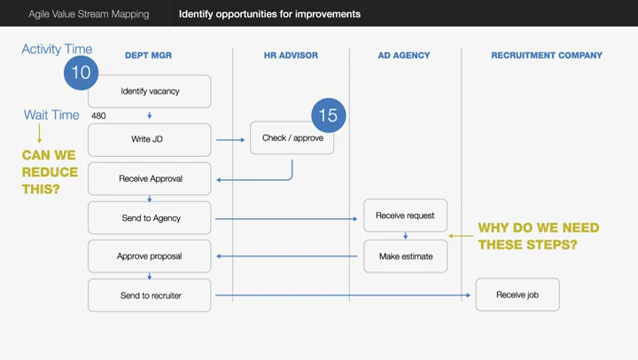 Agile Value Stream Mapping
Identify opportunities for improvements
Activity Time
DEPT MGR
HR ADVISOR
AD AGENCY
RECRUITMENT COMPANY
10
Identify vacancy
Wait Time
480
15
Write JD
Check / approve
CAN WE
REDUCE
THIS?
Receive Approval
Send to Agency
Receive request
WHY DO WE NEED
THESE STEPS?
Approve proposal
Make estimate
Send to recruiter
Receive job